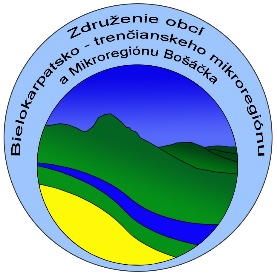 Združenie obcí
Bielokarpatsko - trenčianskeho mikroregiónu
a Mikroregiónu Bošáčka